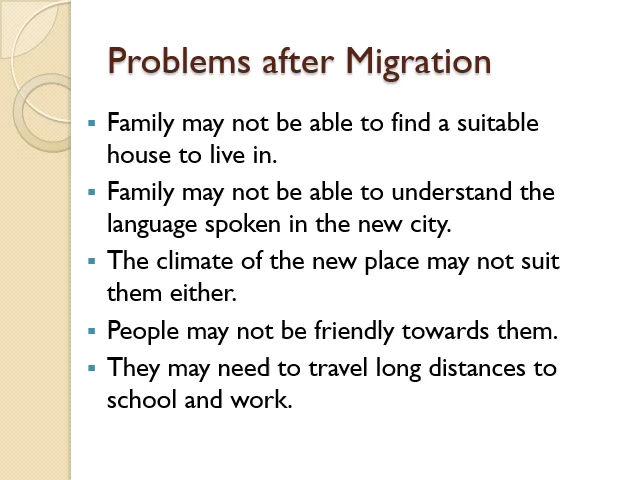 Problems after Migration
▪ Family may not be able to find a suitable
house to live in.
▪ Family may not be able to understand the
language spoken in the new city.
▪ The climate of the new place may not suit
them either.
▪ People may not be friendly towards them.
▪ They may need to travel long distances to
school and work.